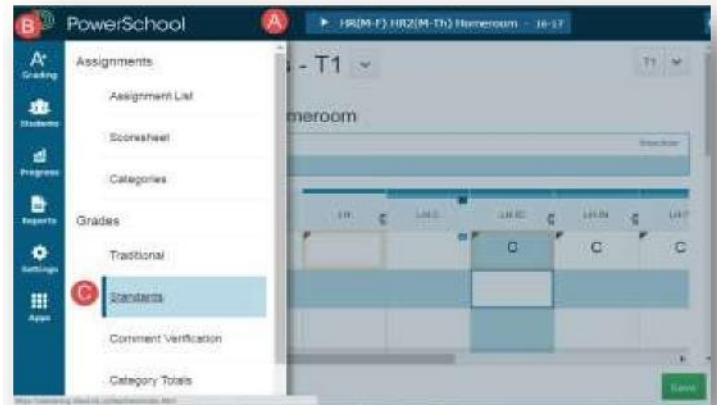 B PowerSchool A HR(M-F) HR2(M-Th) Homeroom - 16-17
Grading
Students
Progress
Reports
Settings
Apps
Assignments
Assignment List
Scoresheet
Categories
Grades
Traditional
C Standards
Comment Verification
Category Totals
- T1
T1
meroom
C
C
C
Save